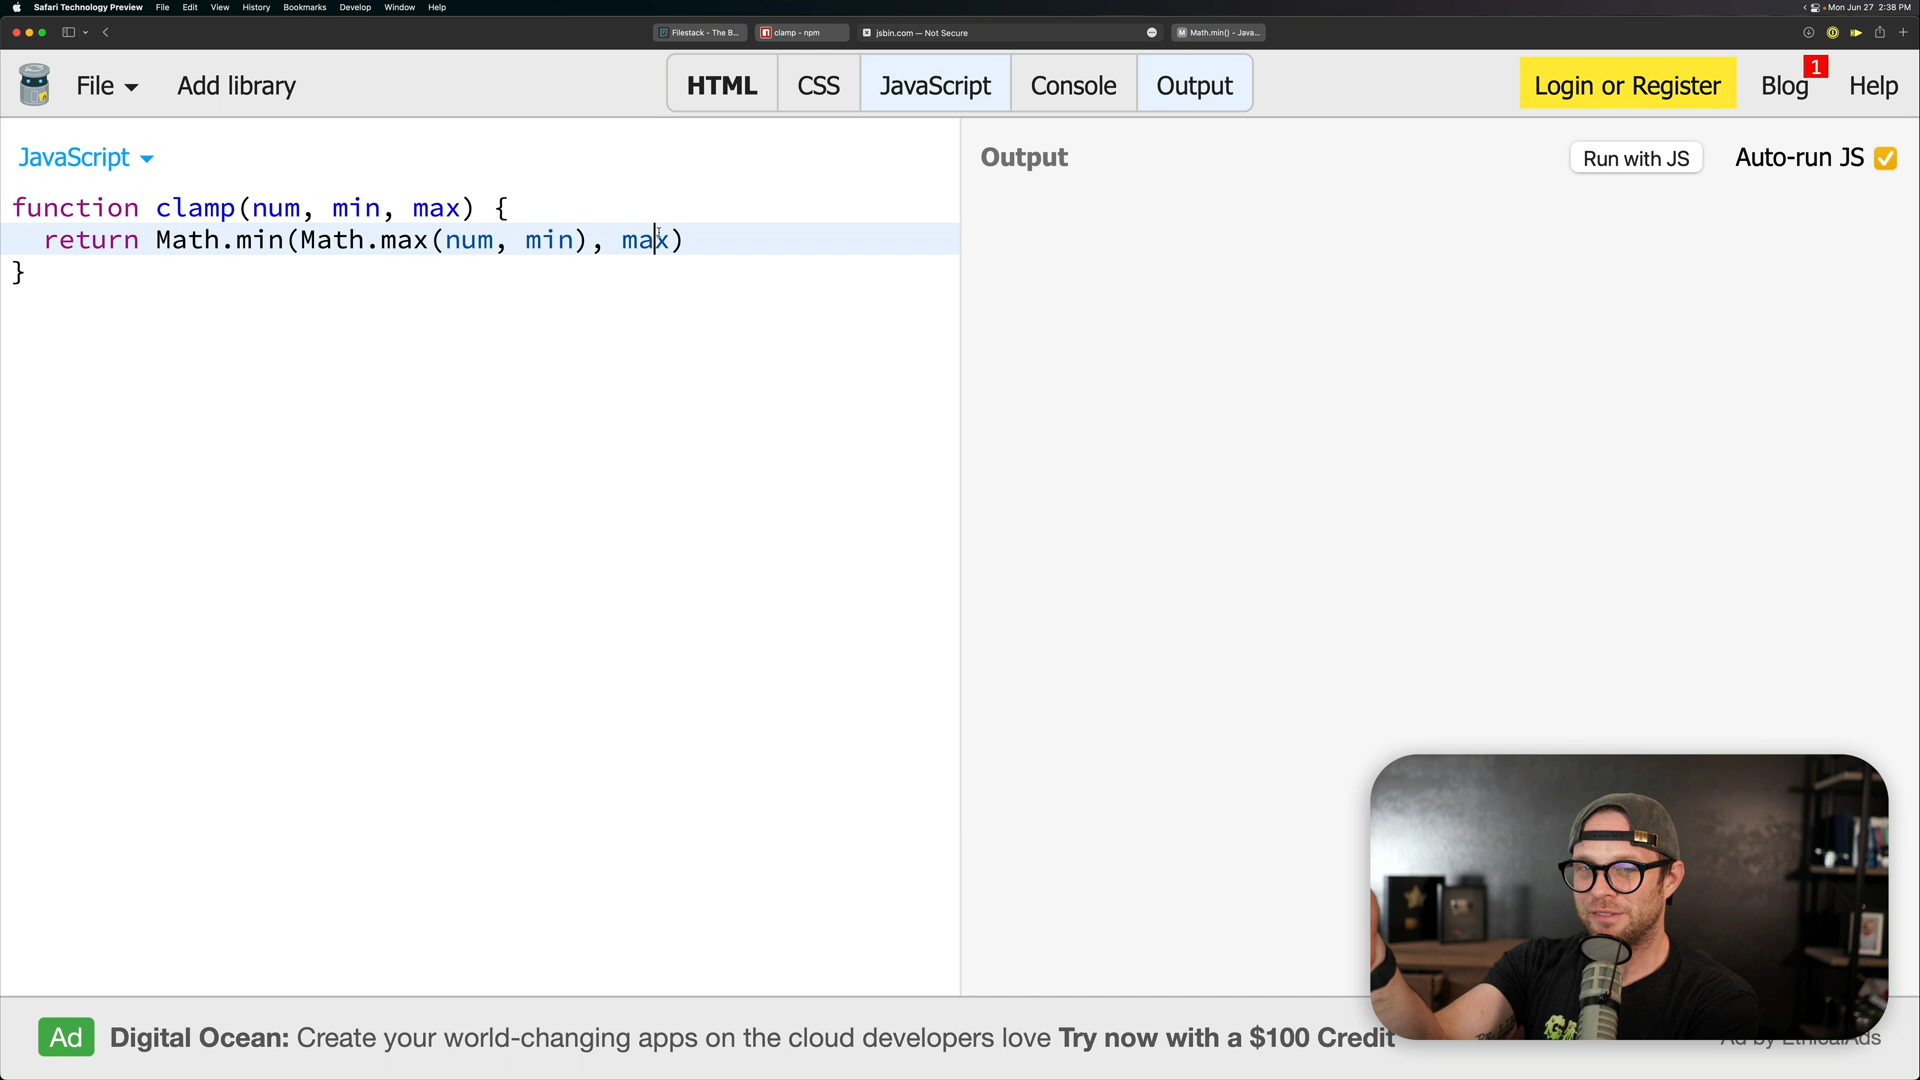 Safari Technology Preview File Edit View History Bookmarks Develop Window Help
Mon Jun 27 2:38 PM
Filestack - The B...
clamp - npm
jsbin.com — Not Secure
Math.min() - Java...
File
Add library
HTML
CSS
JavaScript
Console
Output
Login or Register
Blog
1
Help
JavaScript
Output
Run with JS
Auto-run JS
function clamp(num, min, max) {
return Math.min(Math.max(num, min), max)
}
Ad
Digital Ocean: Create your world-changing apps on the cloud developers love Try now with a $100 Credit
Ad by EthicalAds